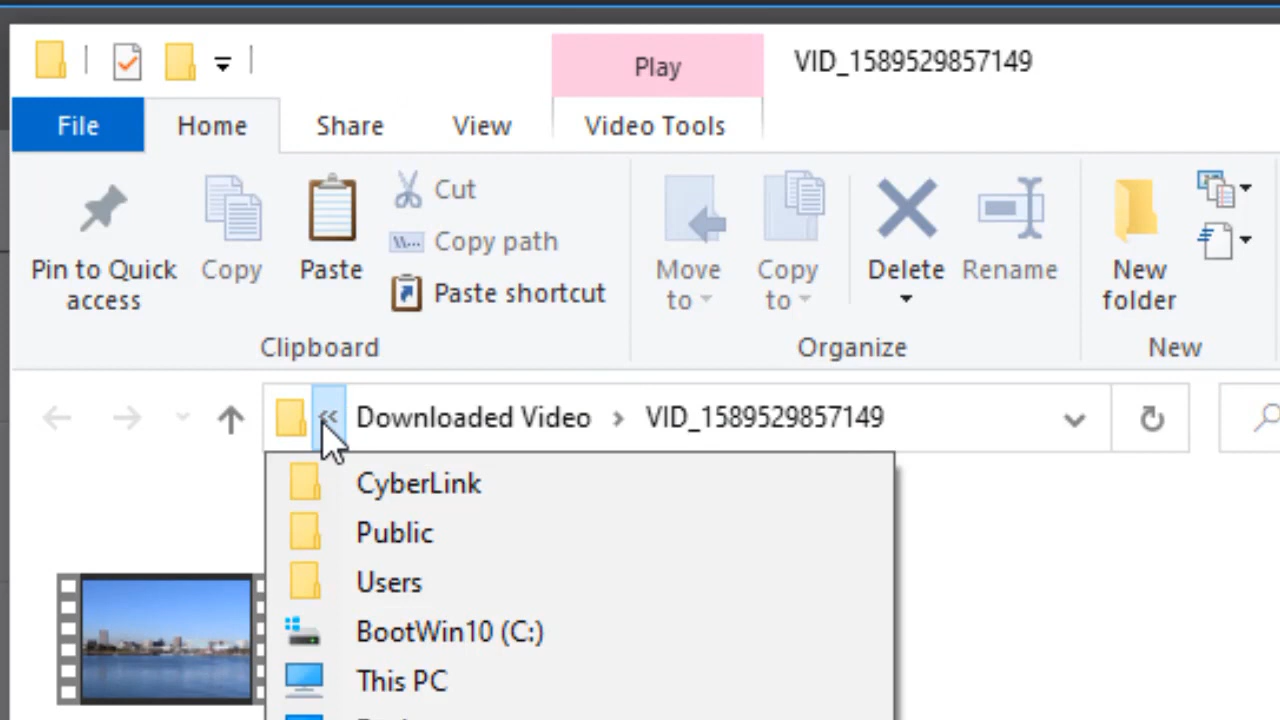 Play
VID_1589529857149
File
Home
Share
View
Video Tools
Pin to Quick access
Copy
Paste
Cut
Copy path
Paste shortcut
Move to
Copy to
Delete
Rename
New folder
Clipboard
Organize
New
Downloaded Video › VID_1589529857149
CyberLink
Public
Users
BootWin10 (C:)
This PC